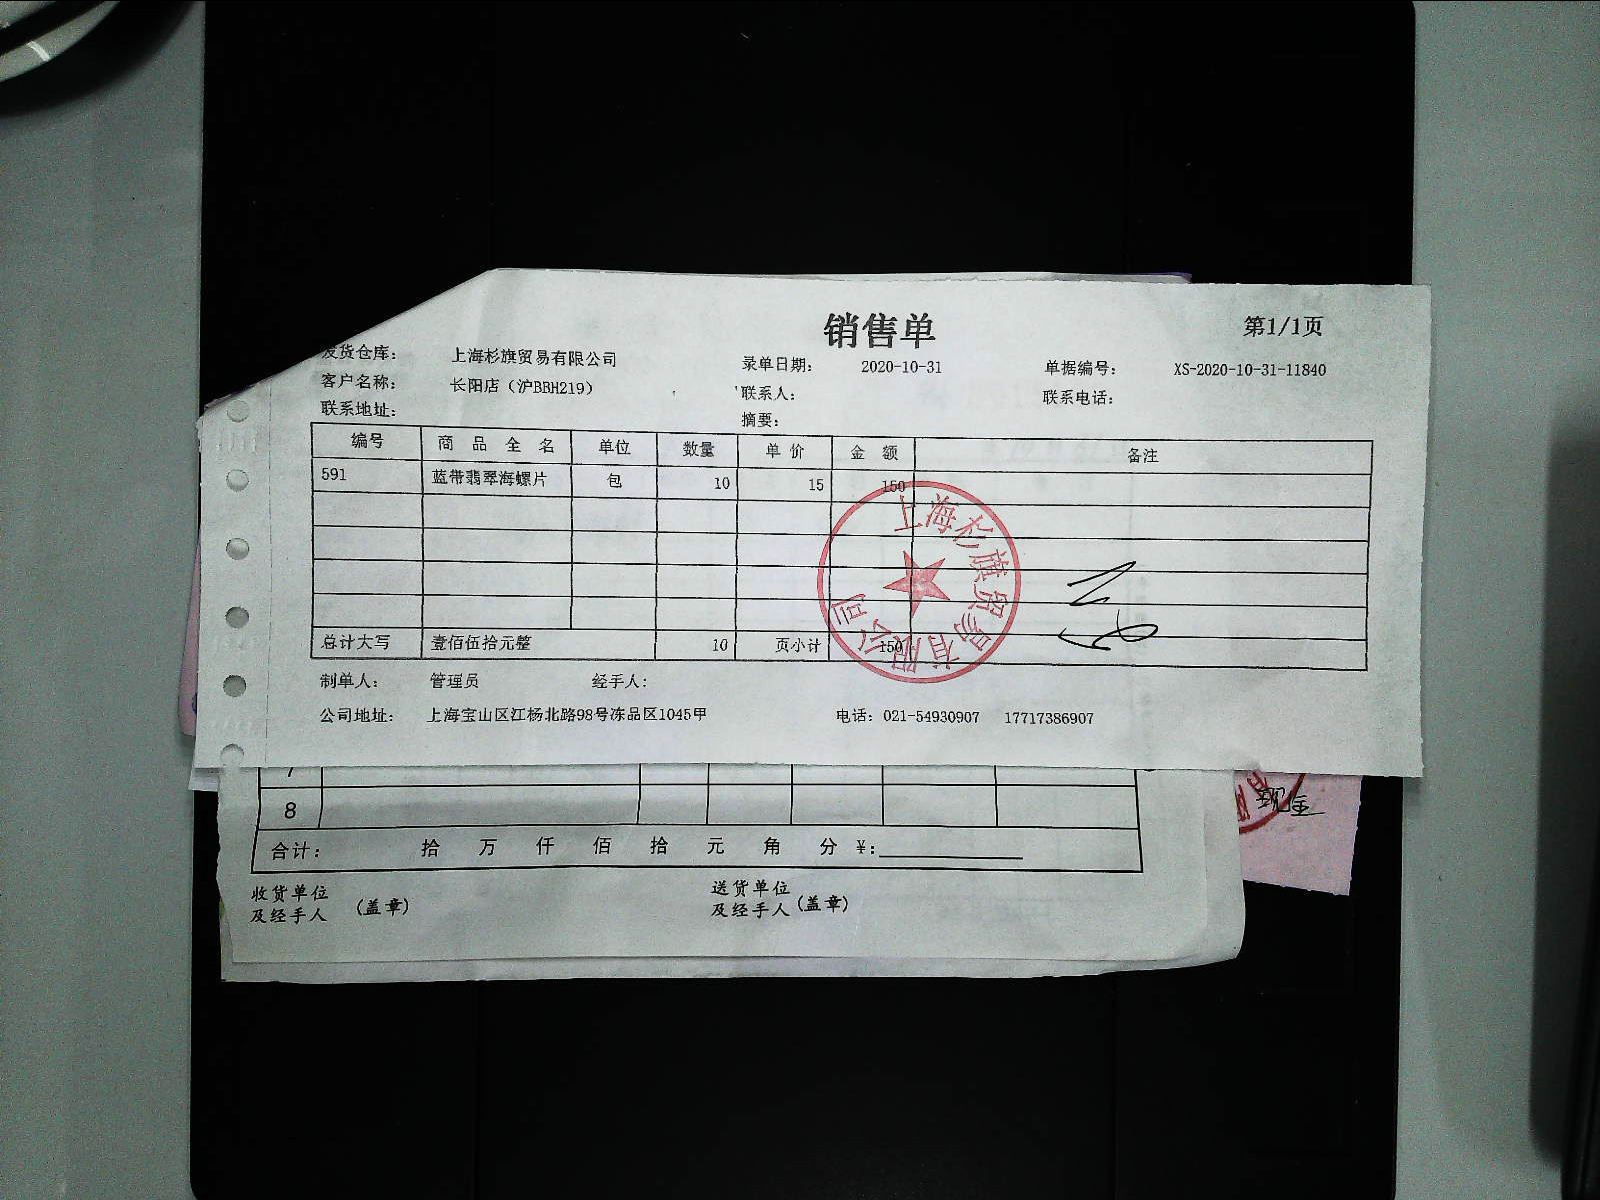 销售单
第1/1页
发货仓库： 上海杉旗贸易有限公司 录单日期： 2020-10-31 单据编号： XS-2020-10-31-11840
客户名称： 长阳店（沪BBH219） 联系人： 联系电话：
联系地址： 摘要：
编号 商品全名 单位 数量 单价 金额 备注
591 蓝带翡翠海螺片 包 10 15 150
总计大写 壹佰伍拾元整 10 页小计 150
上海杉旗贸易有限公司
制单人： 管理员 经手人：
公司地址： 上海宝山区江杨北路98号冻品区1045甲 电话：021-54930907 17717386907
7
8
合计： 拾 万 仟 佰 拾 元 角 分 ¥：
收货单位 送货单位
及经手人 (盖章) 及经手人 (盖章)